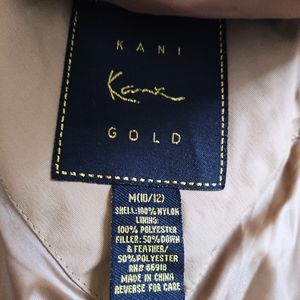 KANI
Kani
GOLD
M(10/12)
SHELL:100% NYLON
LINING:
100% POLYESTER
FILLER: 50% DOWN
& FEATHER/
50% POLYESTER
RN# 66918
MADE IN CHINA
REVERSE FOR CARE